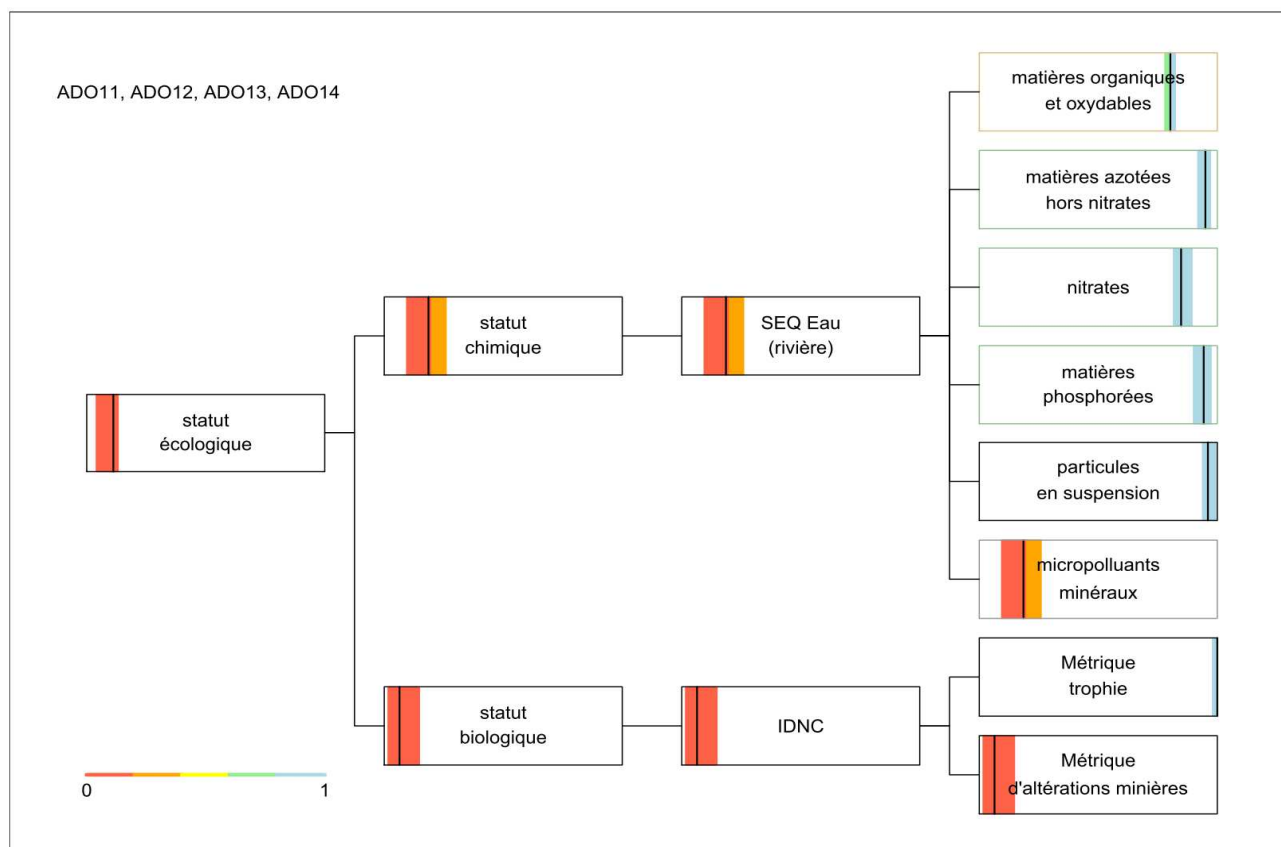 ADO11, ADO12, ADO13, ADO14
matières organiques
et oxydables
matières azotées
hors nitrates
nitrates
statut
chimique
SEQ Eau
(rivière)
matières
phosphorées
statut
écologique
particules
en suspension
micropolluants
minéraux
Métrique
trophie
statut
biologique
IDNC
Métrique
d'altérations minières
0 1